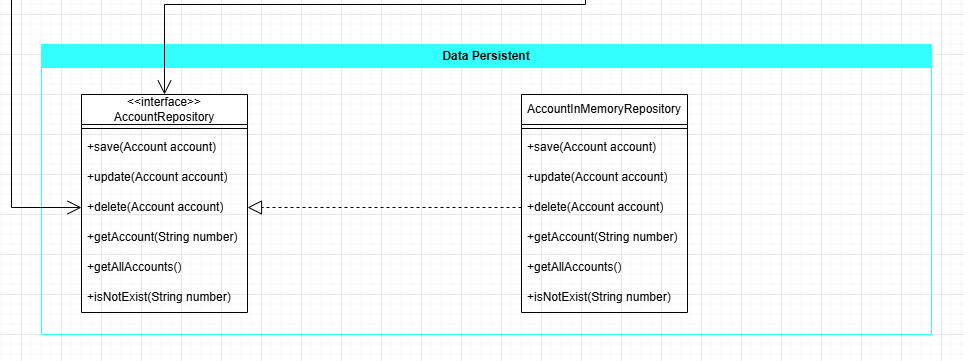 Data Persistent
<<interface>>
AccountRepository
+save(Account account)
+update(Account account)
+delete(Account account)
+getAccount(String number)
+getAllAccounts()
+isNotExist(String number)
AccountInMemoryRepository
+save(Account account)
+update(Account account)
+delete(Account account)
+getAccount(String number)
+getAllAccounts()
+isNotExist(String number)